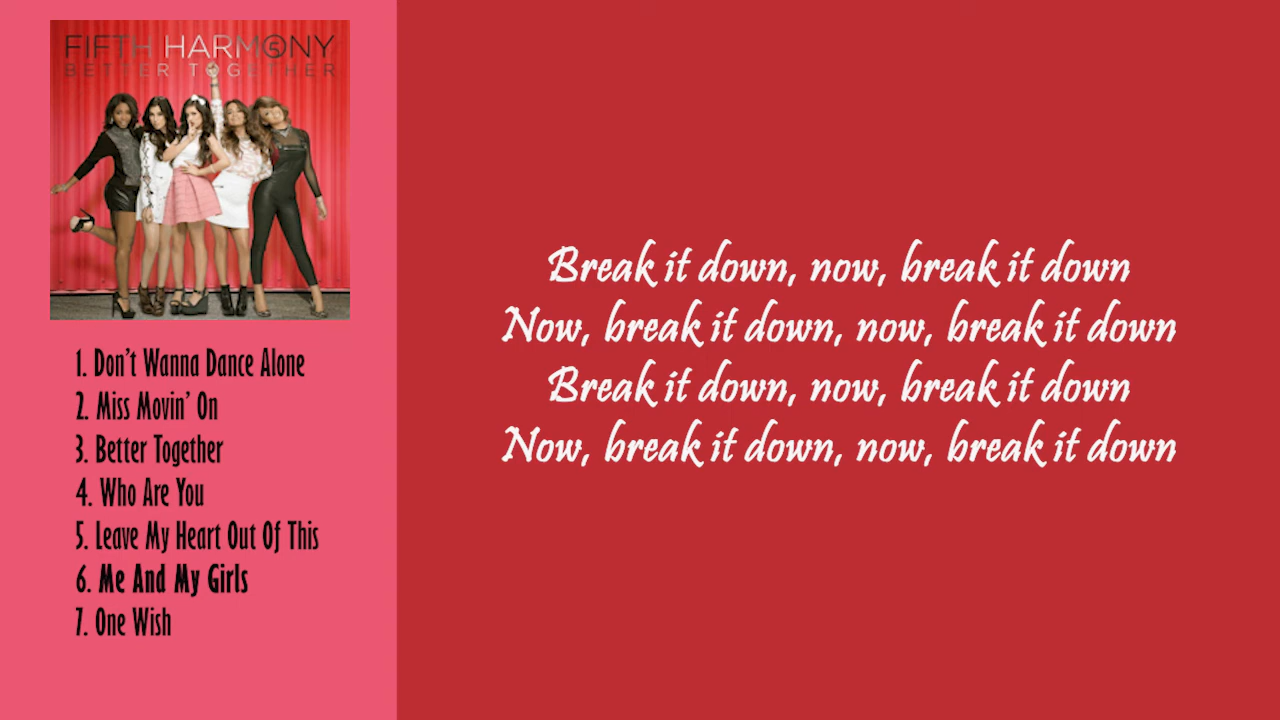 FIFTH HARMONY
BETTER TOGETHER
1. Don't Wanna Dance Alone
2. Miss Movin' On
3. Better Together
4. Who Are You
5. Leave My Heart Out Of This
6. Me And My Girls
7. One Wish
Break it down, now, break it down
Now, break it down, now, break it down
Break it down, now, break it down
Now, break it down, now, break it down